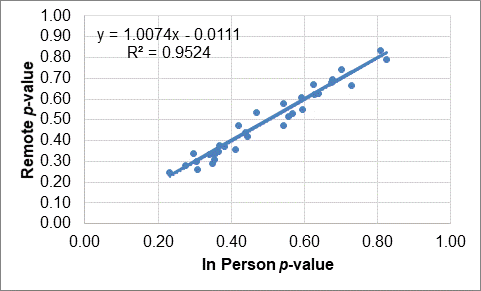 1.00
y = 1.0074x - 0.0111
R² = 0.9524
0.90
0.80
0.70
0.60
0.50
0.40
0.30
0.20
0.10
0.00
Remote p-value
0.00 0.20 0.40 0.60 0.80 1.00
In Person p-value